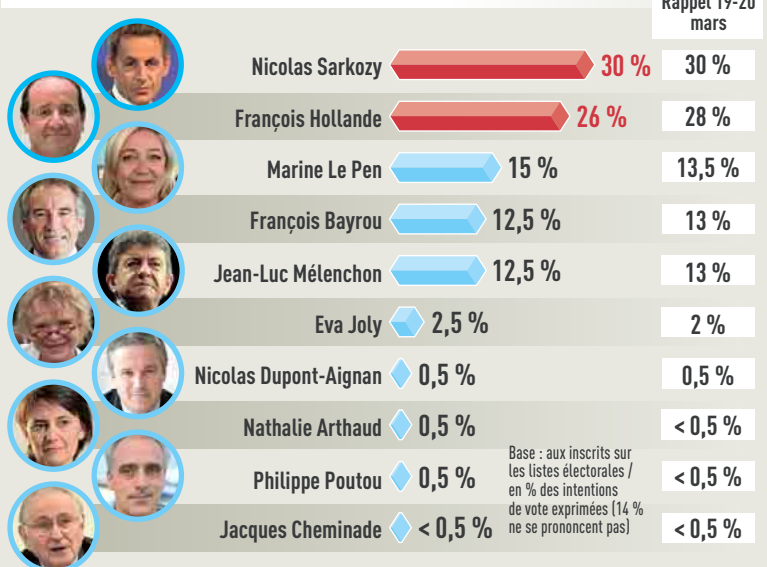 Rappel 19-20
mars
Nicolas Sarkozy 30 % 30 %
François Hollande 26 % 28 %
Marine Le Pen 15 % 13,5 %
François Bayrou 12,5 % 13 %
Jean-Luc Mélenchon 12,5 % 13 %
Eva Joly 2,5 % 2 %
Nicolas Dupont-Aignan 0,5 % 0,5 %
Nathalie Arthaud 0,5 % < 0,5 %
Philippe Poutou 0,5 % < 0,5 %
Jacques Cheminade < 0,5 % < 0,5 %
Base : aux inscrits sur
les listes électorales /
en % des intentions
de vote exprimées (14 %
ne se prononcent pas)